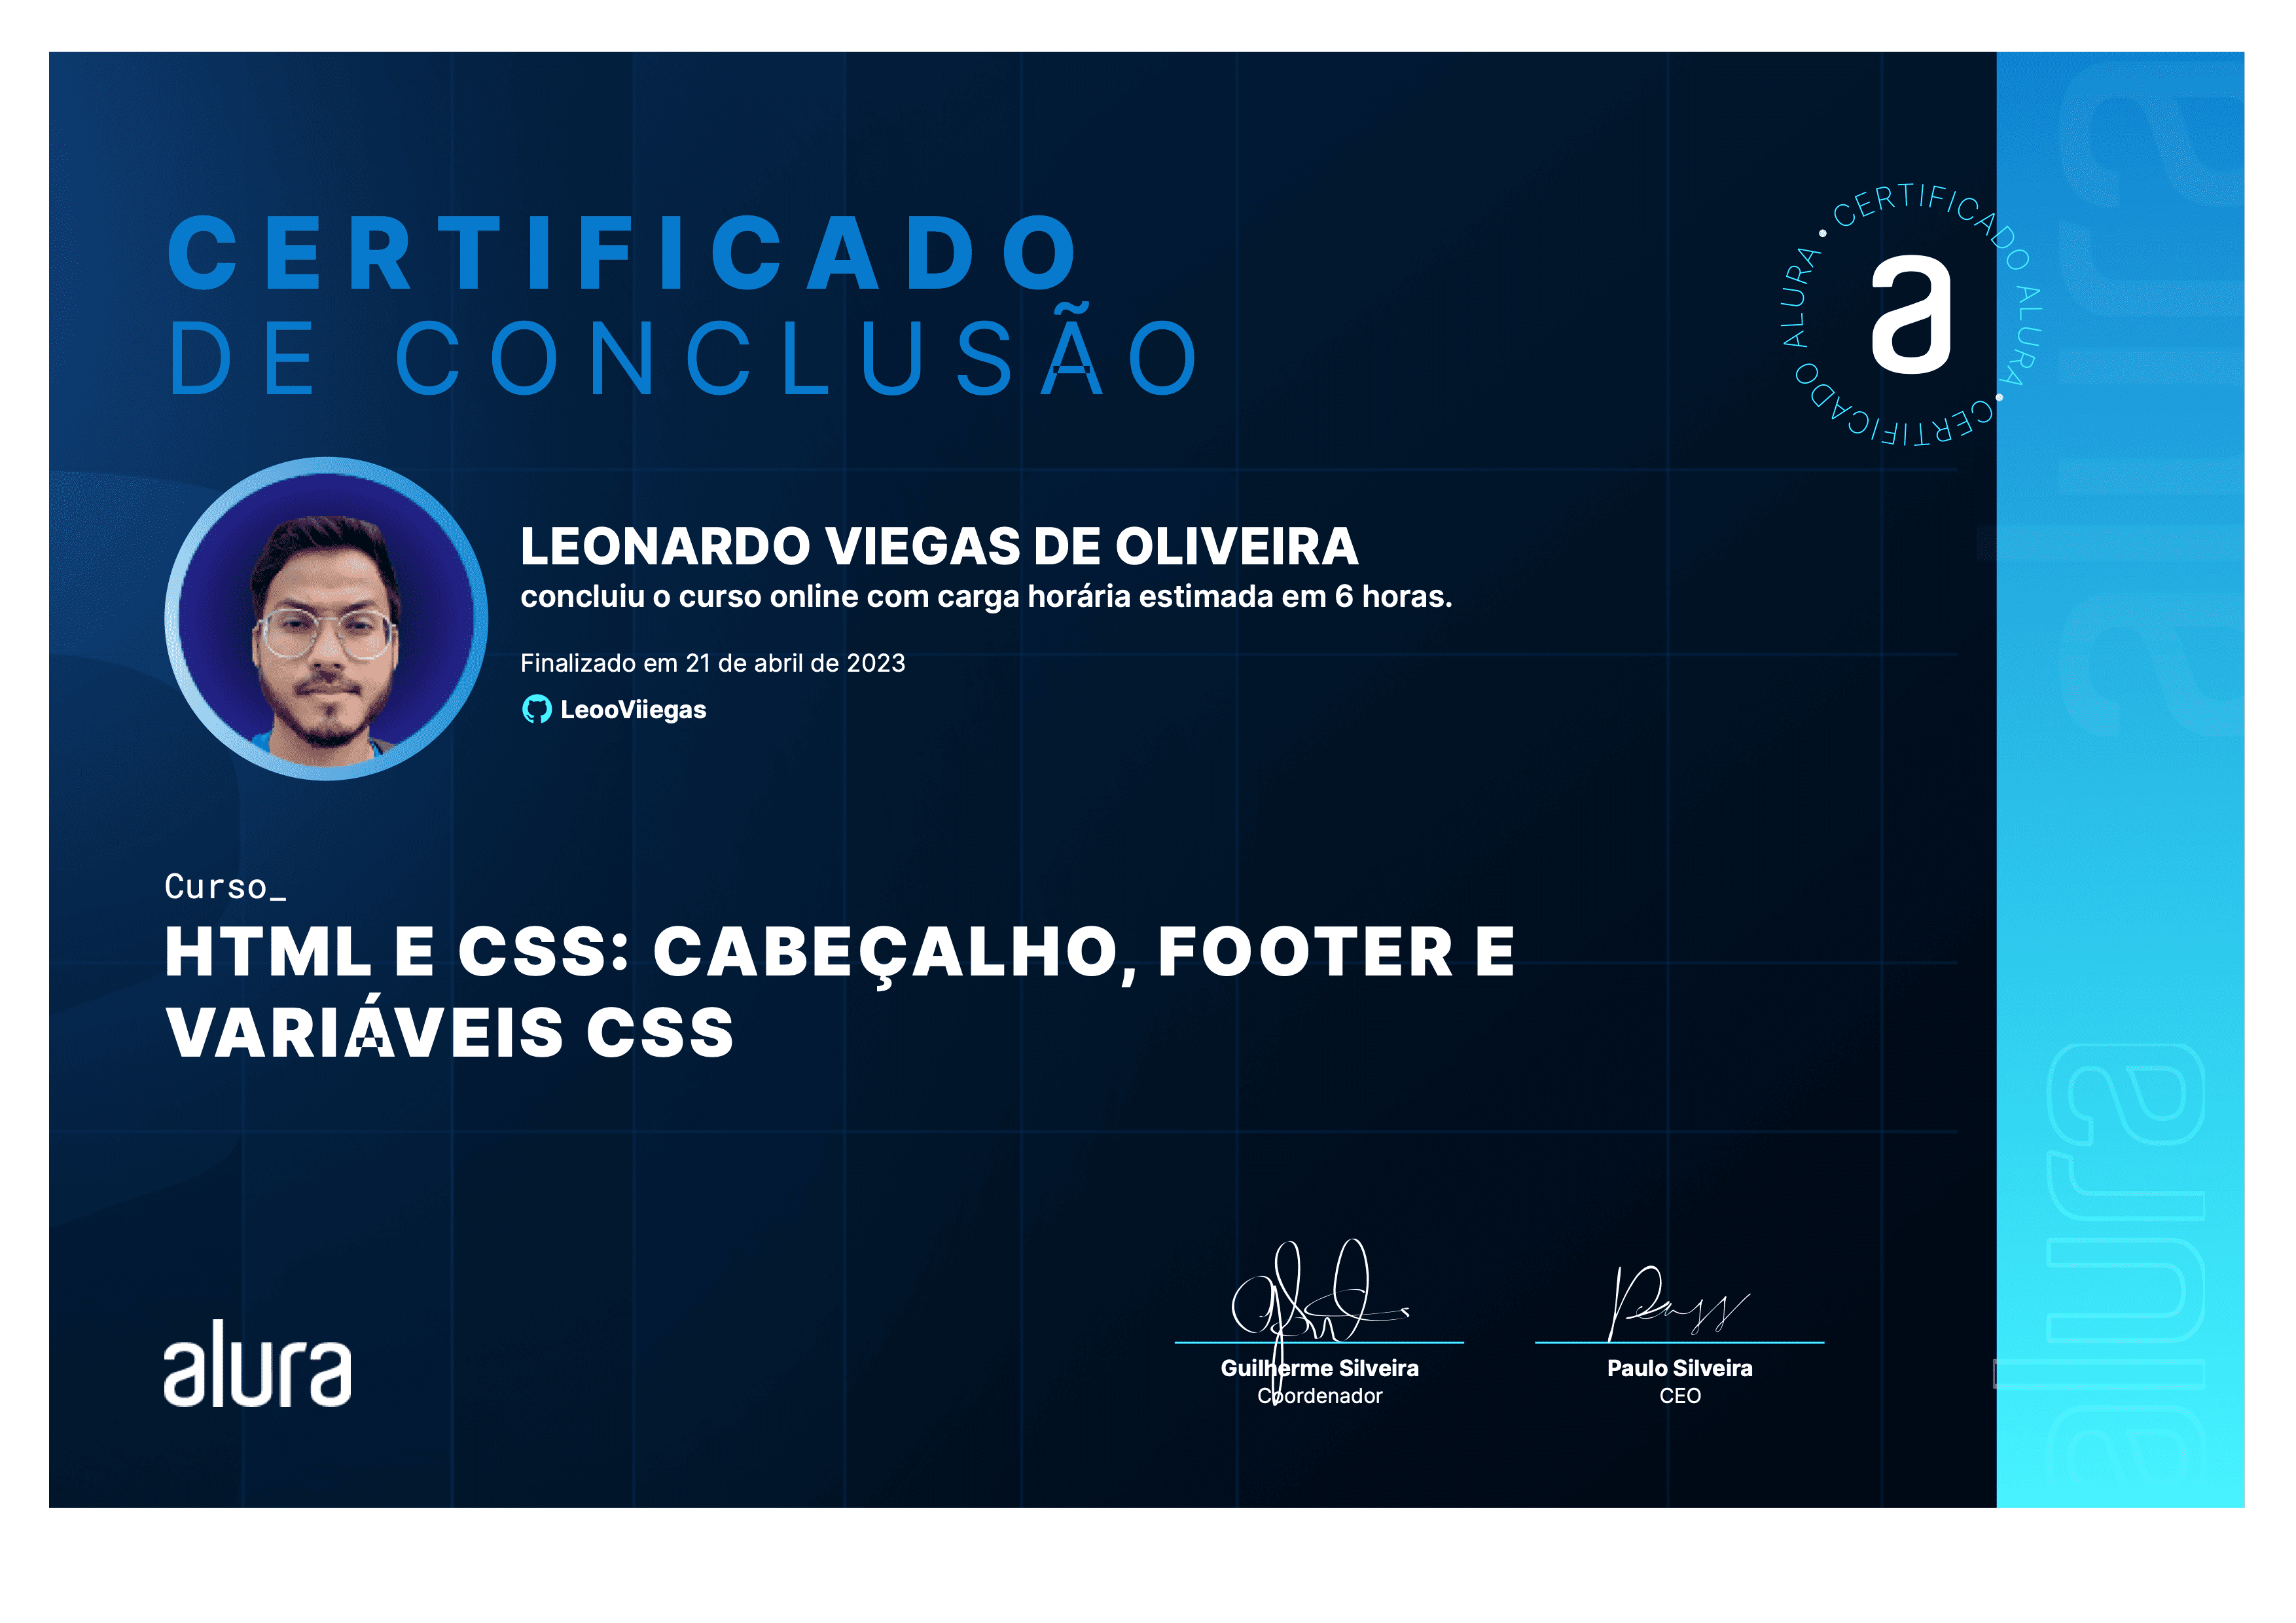 CERTIFICADO
DE CONCLUSÃO
CERTIFICADO ALURA • CERTIFICADO ALURA •
a
LEONARDO VIEGAS DE OLIVEIRA
concluiu o curso online com carga horária estimada em 6 horas.
Finalizado em 21 de abril de 2023
LeooViiegas
Curso_
HTML E CSS: CABEÇALHO, FOOTER E
VARIÁVEIS CSS
alura
Guilherme Silveira
Coordenador
Paulo Silveira
CEO
alura
alura